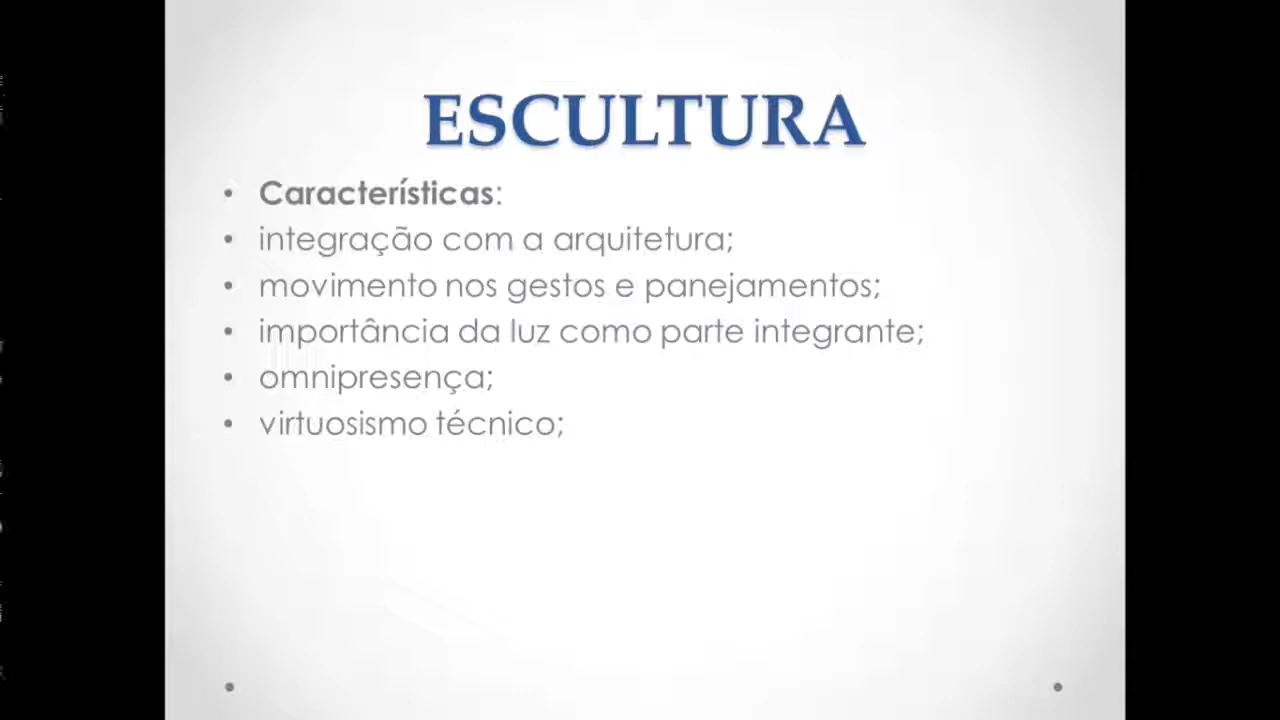 ESCULTURA
• Características:
• integração com a arquitetura;
• movimento nos gestos e panejamentos;
• importância da luz como parte integrante;
• omnipresença;
• virtuosismo técnico;